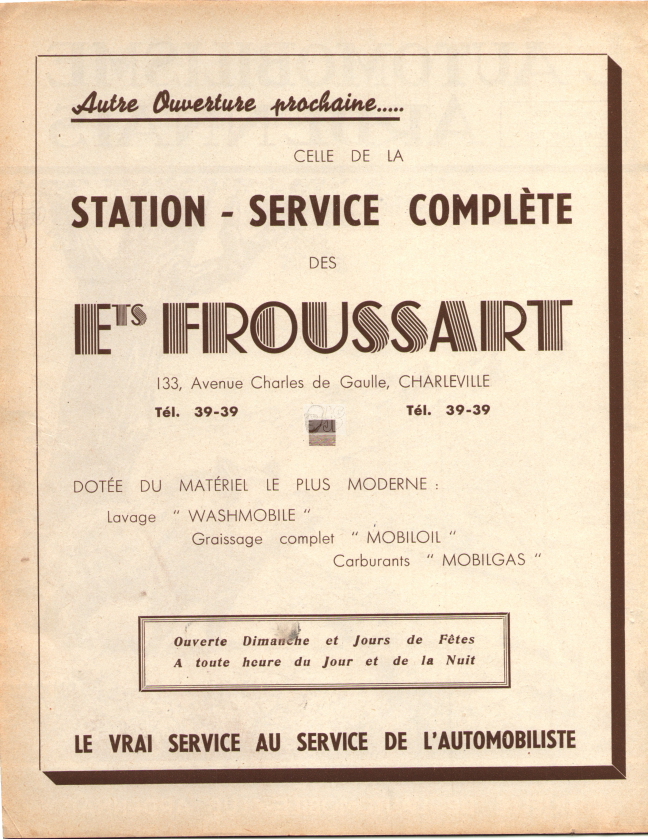 Autre Ouverture prochaine.....
CELLE DE LA
STATION - SERVICE COMPLÈTE
DES
ETS FROUSSART
133, Avenue Charles de Gaulle, CHARLEVILLE
Tél. 39-39 Tél. 39-39
DOTÉE DU MATÉRIEL LE PLUS MODERNE :
Lavage " WASHMOBILE "
Graissage complet " MOBILOIL "
Carburants " MOBILGAS "
Ouverte Dimanche et Jours de Fêtes
A toute heure du Jour et de la Nuit
LE VRAI SERVICE AU SERVICE DE L'AUTOMOBILISTE